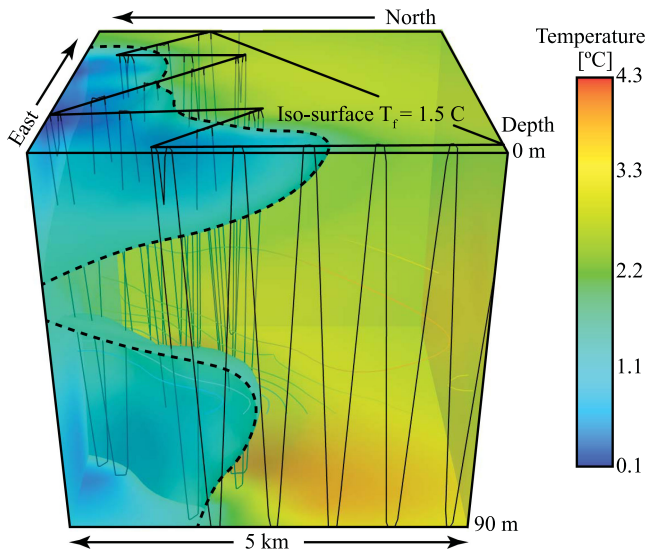 North
East
Temperature
[ºC]
4.3
3.3
2.2
1.1
0.1
Iso-surface T_f = 1.5 C
Depth
0 m
90 m
5 km